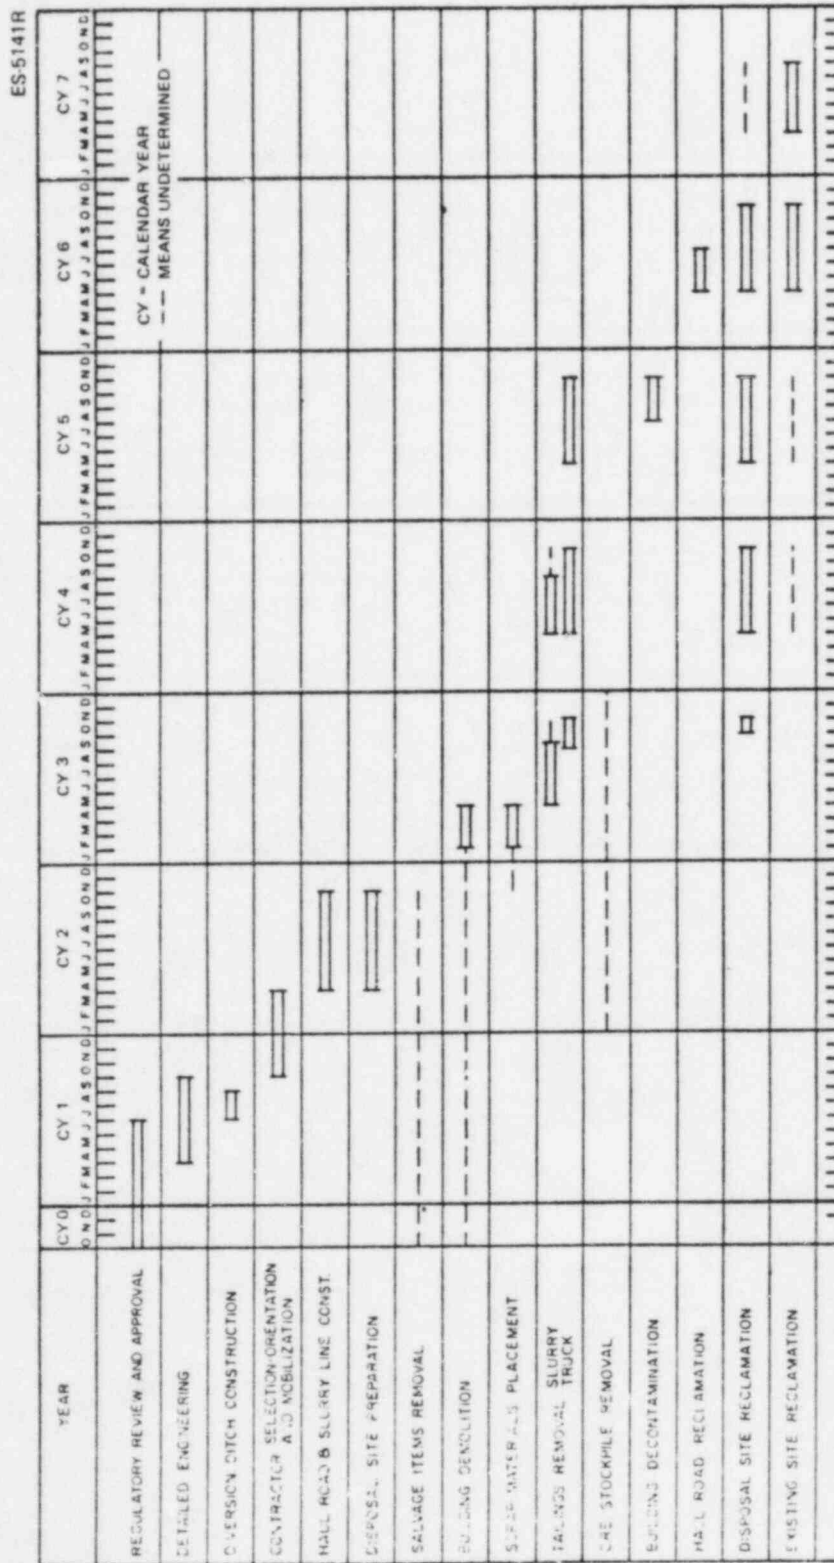 ES-5141R
YEAR CY0 CY 1 CY 2 CY 3 CY 4 CY 5 CY 6 CY 7
O N D J F M A M J J A S O N D J F M A M J J A S O N D J F M A M J J A S O N D J F M A M J J A S O N D J F M A M J J A S O N D J F M A M J J A S O N D J F M A M J J A S O N D
CY = CALENDAR YEAR
--- MEANS UNDETERMINED
REGULATORY REVIEW AND APPROVAL
DETAILED ENGINEERING
DIVERSION DITCH CONSTRUCTION
CONTRACTOR SELECTION-ORIENTATION
AND MOBILIZATION
HAUL ROAD & SLURRY LINE CONST.
DISPOSAL SITE PREPARATION
SALVAGE ITEMS REMOVAL
BUILDING DEMOLITION
MATERIALS PLACEMENT
TAILINGS REMOVAL SLURRY
TRUCK
ORE STOCKPILE REMOVAL
BUILDING DECONTAMINATION
HAUL ROAD RECLAMATION
DISPOSAL SITE RECLAMATION
EXISTING SITE RECLAMATION